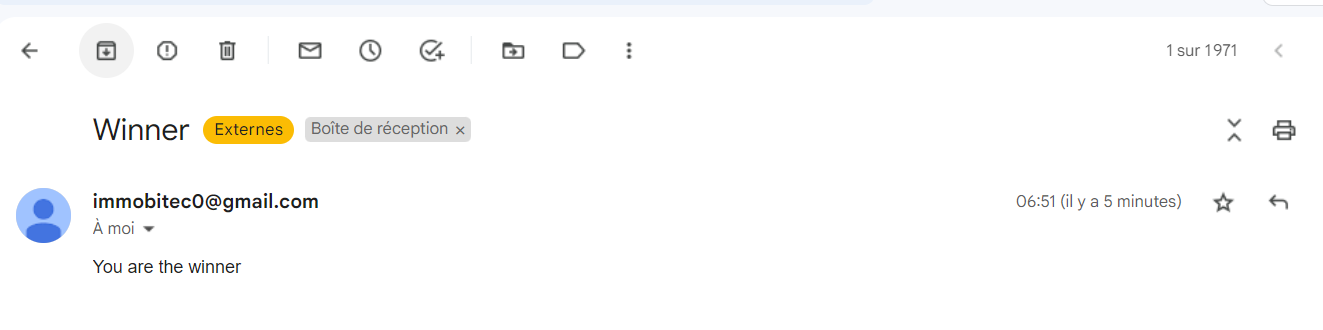 1 sur 1971
Winner Externes Boîte de réception ×
immobitec0@gmail.com 06:51 (il y a 5 minutes)
À moi
You are the winner